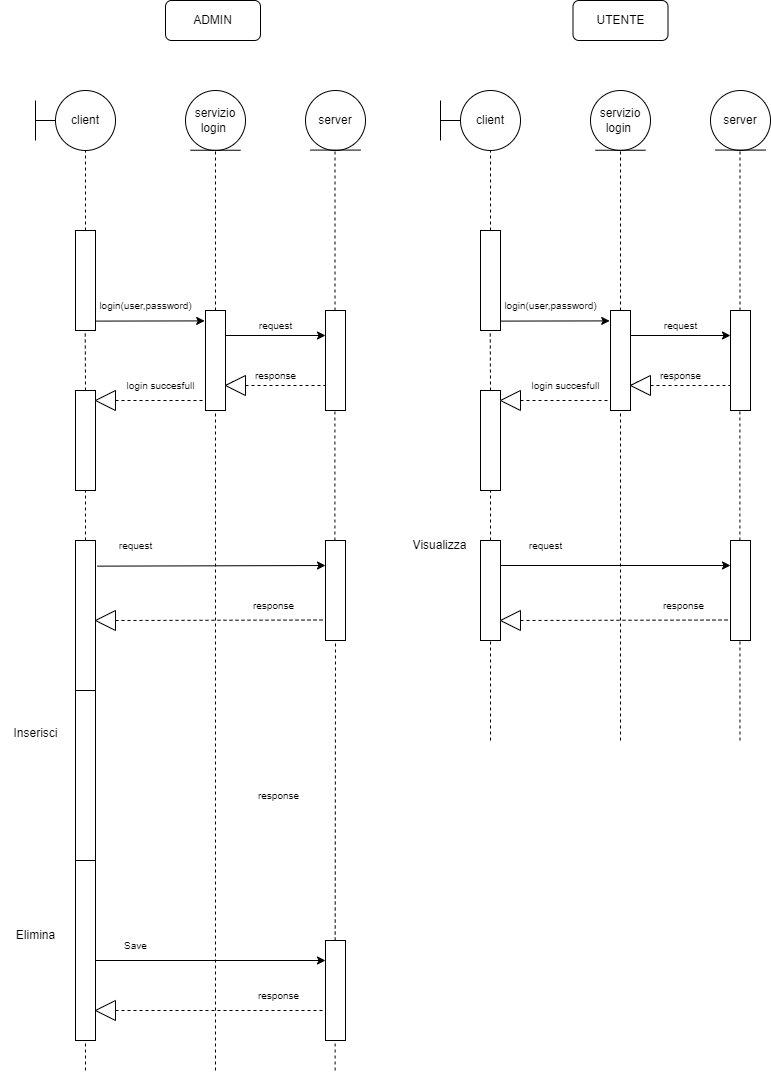 ADMIN
UTENTE
client
servizio
login
server
client
servizio
login
server
login(user,password)
request
response
login succesfull
login(user,password)
request
response
login succesfull
request
response
Visualizza
request
response
Inserisci
response
Elimina
Save
response